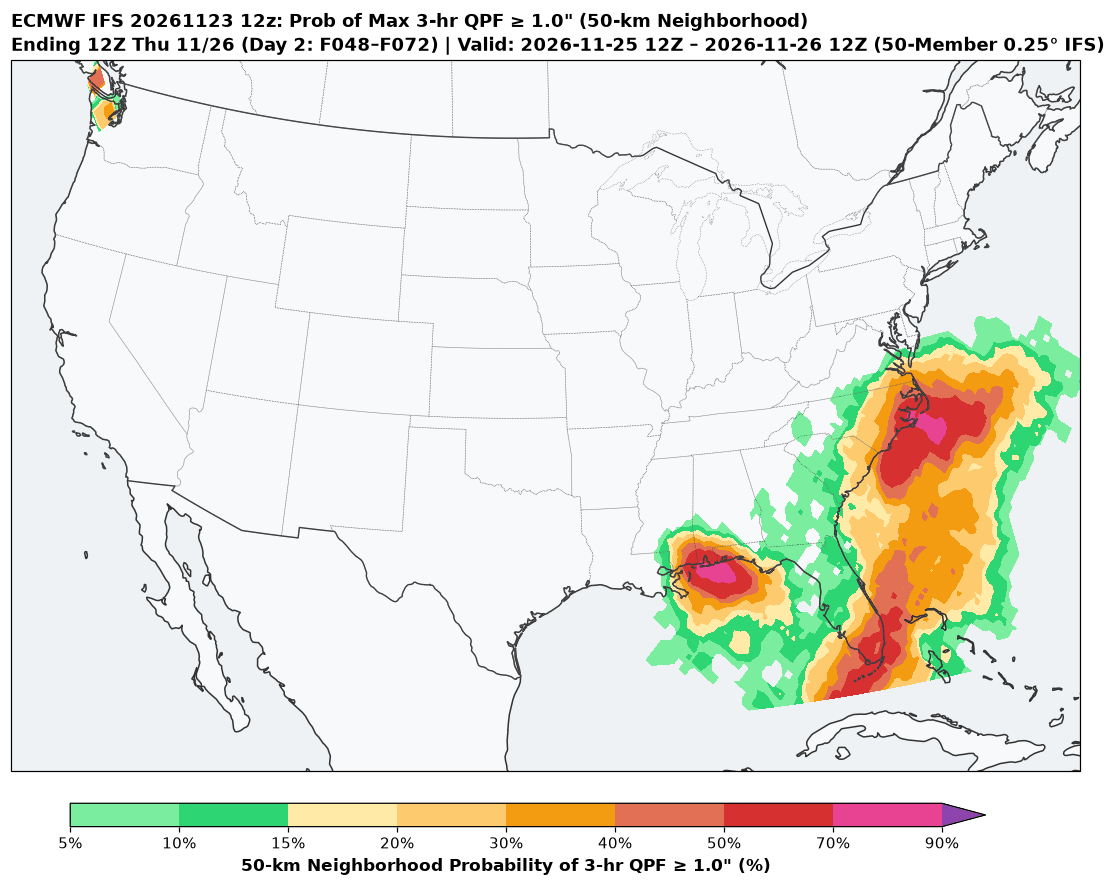 ECMWF IFS 20261123 12z: Prob of Max 3-hr QPF ≥ 1.0" (50-km Neighborhood)
Ending 12Z Thu 11/26 (Day 2: F048–F072) | Valid: 2026-11-25 12Z – 2026-11-26 12Z (50-Member 0.25° IFS)
5% 10% 15% 20% 30% 40% 50% 70% 90%
50-km Neighborhood Probability of 3-hr QPF ≥ 1.0" (%)